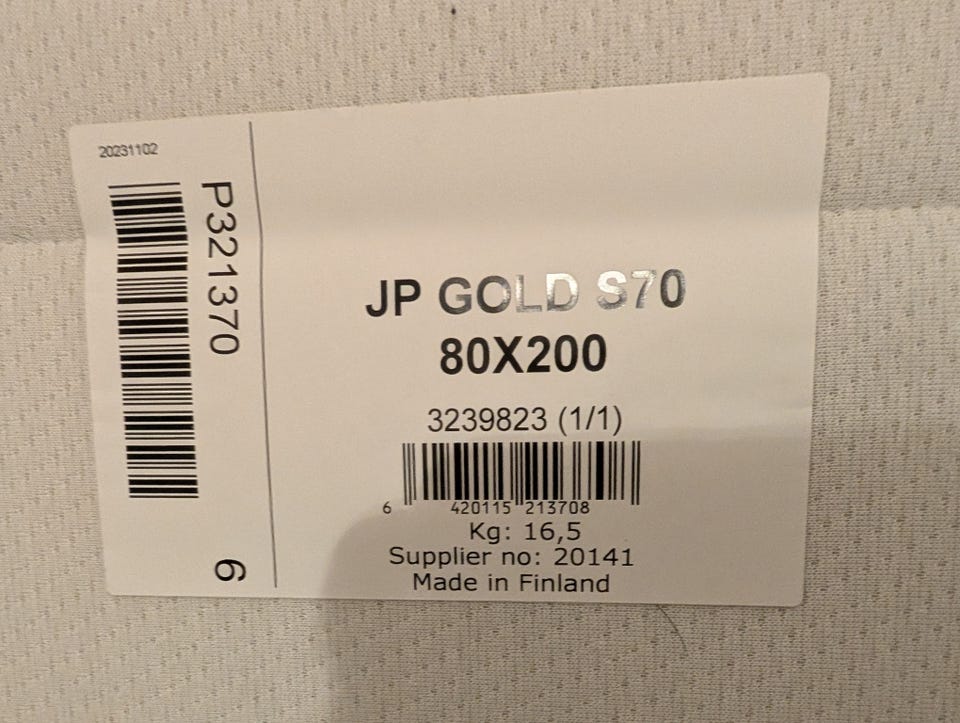 20231102
P321370
6
JP GOLD S70
80X200
3239823 (1/1)
6 420115 213708
Kg: 16,5
Supplier no: 20141
Made in Finland